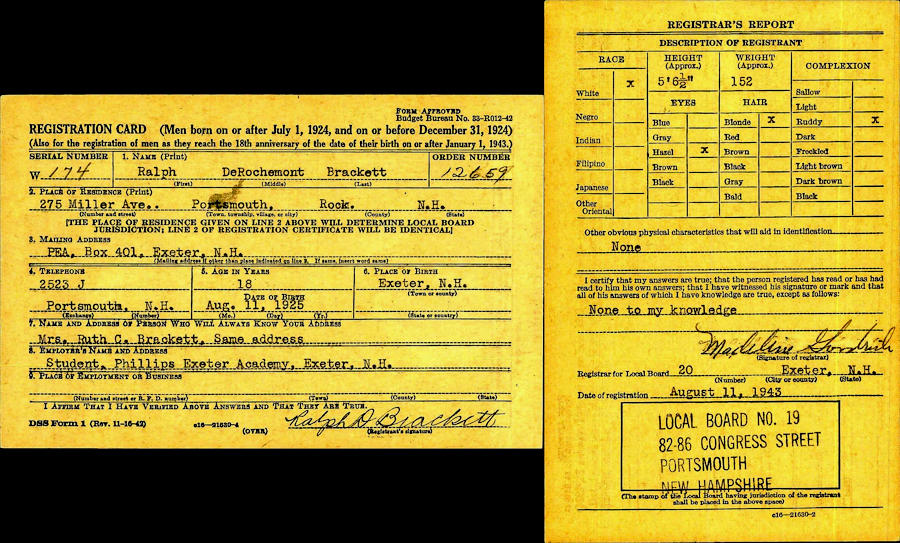 FORM APPROVED
Budget Bureau No. 33-R012-42
REGISTRATION CARD (Men born on or after July 1, 1924, and on or before December 31, 1924)
(Also for the registration of men as they reach the 18th anniversary of the date of their birth on or after January 1, 1943.)
SERIAL NUMBER 1. NAME (Print) ORDER NUMBER
W. 174 Ralph DeRochemont Brackett 12659
(First) (Middle) (Last)
2. PLACE OF RESIDENCE (Print)
275 Miller Ave.. Portsmouth, Rock. N.H.
(Number and street) (Town, township, village, or city) (County) (State)
[THE PLACE OF RESIDENCE GIVEN ON LINE 2 ABOVE WILL DETERMINE LOCAL BOARD
JURISDICTION; LINE 2 OF REGISTRATION CERTIFICATE WILL BE IDENTICAL]
3. MAILING ADDRESS
PEA, Box 401, Exeter, N.H.
[Mailing address if other than place indicated on line 2. If same, insert word same]
4. TELEPHONE 5. AGE IN YEARS 6. PLACE OF BIRTH
2523 J 18 Exeter, N.H.
DATE OF BIRTH (Town or county)
Portsmouth, N.H. Aug. 11, 1925
(Exchange) (Number) (Mo.) (Day) (Yr.) (State or country)
7. NAME AND ADDRESS OF PERSON WHO WILL ALWAYS KNOW YOUR ADDRESS
Mrs. Ruth C. Brackett, Same address
8. EMPLOYER'S NAME AND ADDRESS
Student, Phillips Exeter Academy, Exeter, N.H.
9. PLACE OF EMPLOYMENT OR BUSINESS
(Number and street or R. F. D. number) (Town) (County) (State)
I AFFIRM THAT I HAVE VERIFIED ABOVE ANSWERS AND THAT THEY ARE TRUE.
DSS Form 1 (Rev. 11-16-42) c16—21630-4 Ralph D Brackett
(OVER) (Registrant's signature)
REGISTRAR'S REPORT
DESCRIPTION OF REGISTRANT
RACE HEIGHT (Approx.) WEIGHT (Approx.) COMPLEXION
White x 5'6½" 152 Sallow
EYES HAIR Light
Negro Blue Blonde x Ruddy x
Indian Gray Red Dark
Hazel x Brown Freckled
Filipino Brown Black Light brown
Japanese Black Gray Dark brown
Other Oriental Bald Black
Other obvious physical characteristics that will aid in identification
None
I certify that my answers are true; that the person registered has read or has had
read to him his own answers; that I have witnessed his signature or mark and that
all of his answers of which I have knowledge are true, except as follows:
None to my knowledge
Madeline
(Signature of registrar)
Registrar for Local Board 20 Exeter, N.H.
(Number) (City or county) (State)
Date of registration August 11, 1943
LOCAL BOARD NO. 19
82-86 CONGRESS STREET
PORTSMOUTH
NEW HAMPSHIRE
(The stamp of the Local Board having jurisdiction of the registrant
shall be placed in the above space)
c16—21630-2